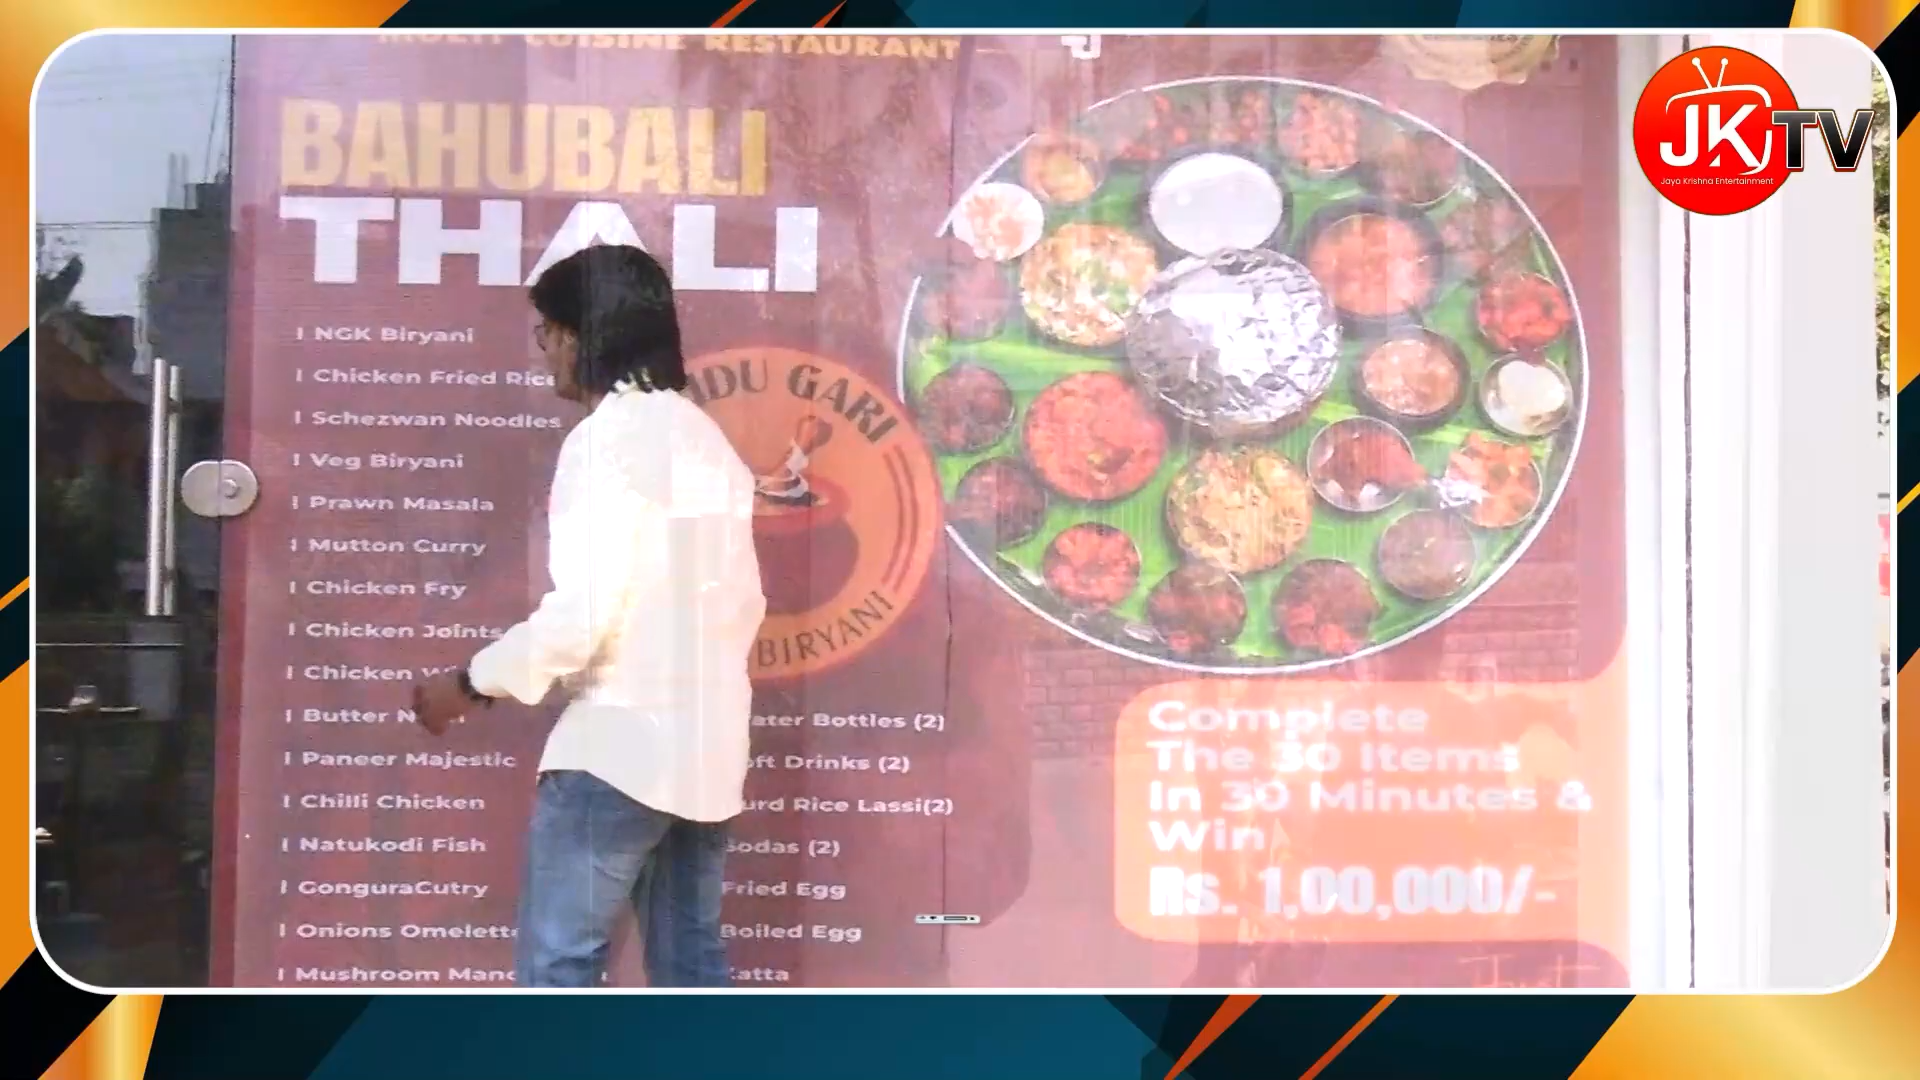 MULTI CUISINE RESTAURANT
BAHUBALI
THALI
I NGK Biryani
I Chicken Fried Rice
I Schezwan Noodles
I Veg Biryani
I Prawn Masala
I Mutton Curry
I Chicken Fry
I Chicken Joints
I Chicken
I Butter
I Paneer Majestic
I Chilli Chicken
I Natukodi Fish
I GonguraCutry
I Onions Omelette
I Mushroom
Bottles (2)
Drinks (2)
Rice Lassi(2)
Sodas (2)
Fried Egg
Boiled Egg
GARI
BIRYANI
Complete
The 30 Items
In 30 Minutes &
Win
Rs. 1,00,000/-
JK TV
Jaya Krishna Entertainment